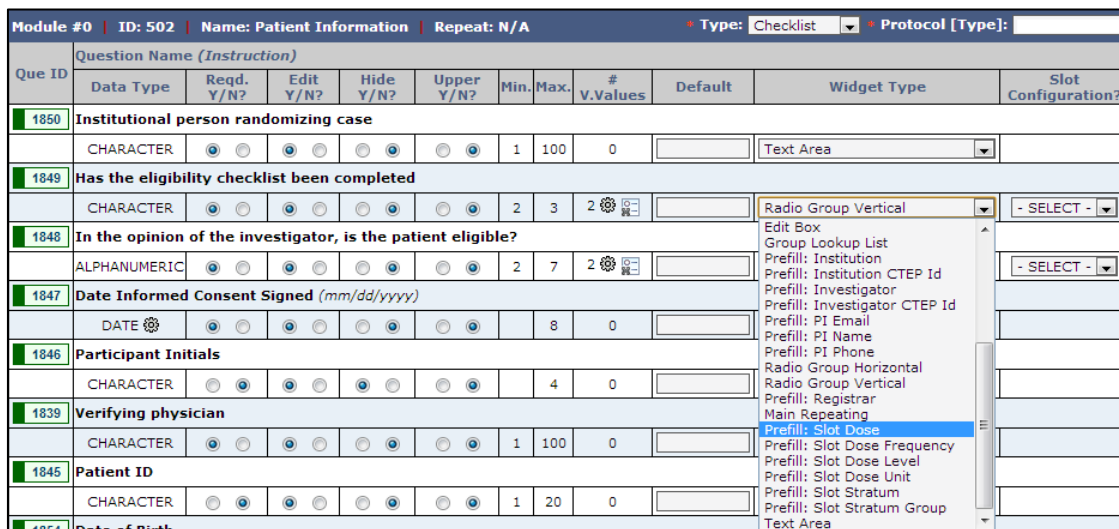 Module #0 | ID: 502 | Name: Patient Information | Repeat: N/A * Type: Checklist * Protocol [Type]:
Que ID Question Name (Instruction)
Data Type Reqd. Y/N? Edit Y/N? Hide Y/N? Upper Y/N? Min. Max. # V.Values Default Widget Type Slot Configuration?
1850 Institutional person randomizing case
CHARACTER 1 100 0 Text Area
1849 Has the eligibility checklist been completed
CHARACTER 2 3 2 Radio Group Vertical - SELECT -
1848 In the opinion of the investigator, is the patient eligible?
ALPHANUMERIC 2 7 2 - SELECT -
1847 Date Informed Consent Signed (mm/dd/yyyy)
DATE 8 0
1846 Participant Initials
CHARACTER 4 0
1839 Verifying physician
CHARACTER 1 100 0
1845 Patient ID
CHARACTER 1 20 0
Edit Box
Group Lookup List
Prefill: Institution
Prefill: Institution CTEP Id
Prefill: Investigator
Prefill: Investigator CTEP Id
Prefill: PI Email
Prefill: PI Name
Prefill: PI Phone
Radio Group Horizontal
Radio Group Vertical
Prefill: Registrar
Main Repeating
Prefill: Slot Dose
Prefill: Slot Dose Frequency
Prefill: Slot Dose Level
Prefill: Slot Dose Unit
Prefill: Slot Stratum
Prefill: Slot Stratum Group
Text Area